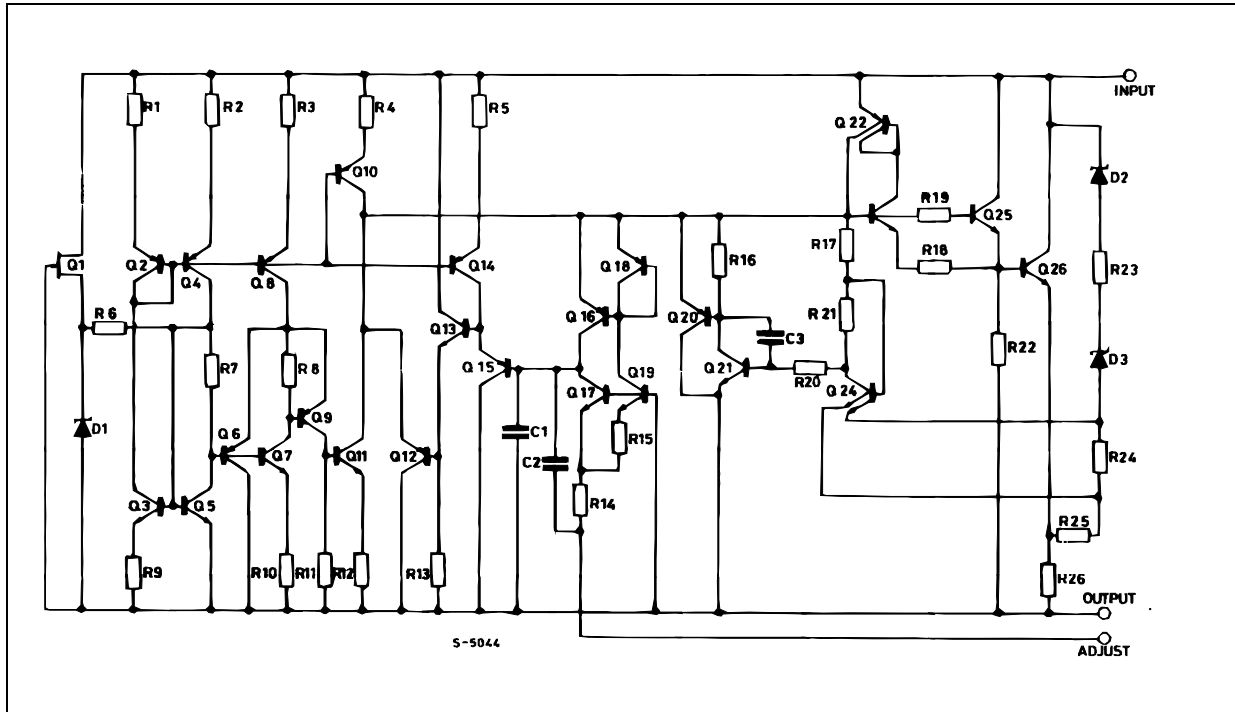 INPUT
R1 R2 R3 R4 R5
Q22
Q10
D2
R19
Q25
R17
R16
R18
Q1 Q2 Q4 Q8 Q14 Q18 Q26 R23
R6
Q13 Q16 Q20 R21
C3
R22
R7 R8 Q15 Q21 R20 D3
Q19
Q17 Q24
Q9
D1
Q6 C1 R15
Q7 Q11 Q12
C2
R24
Q3 Q5 R14
R25
R9 R10 R11 R12 R13 R26
OUTPUT
S-5044
ADJUST